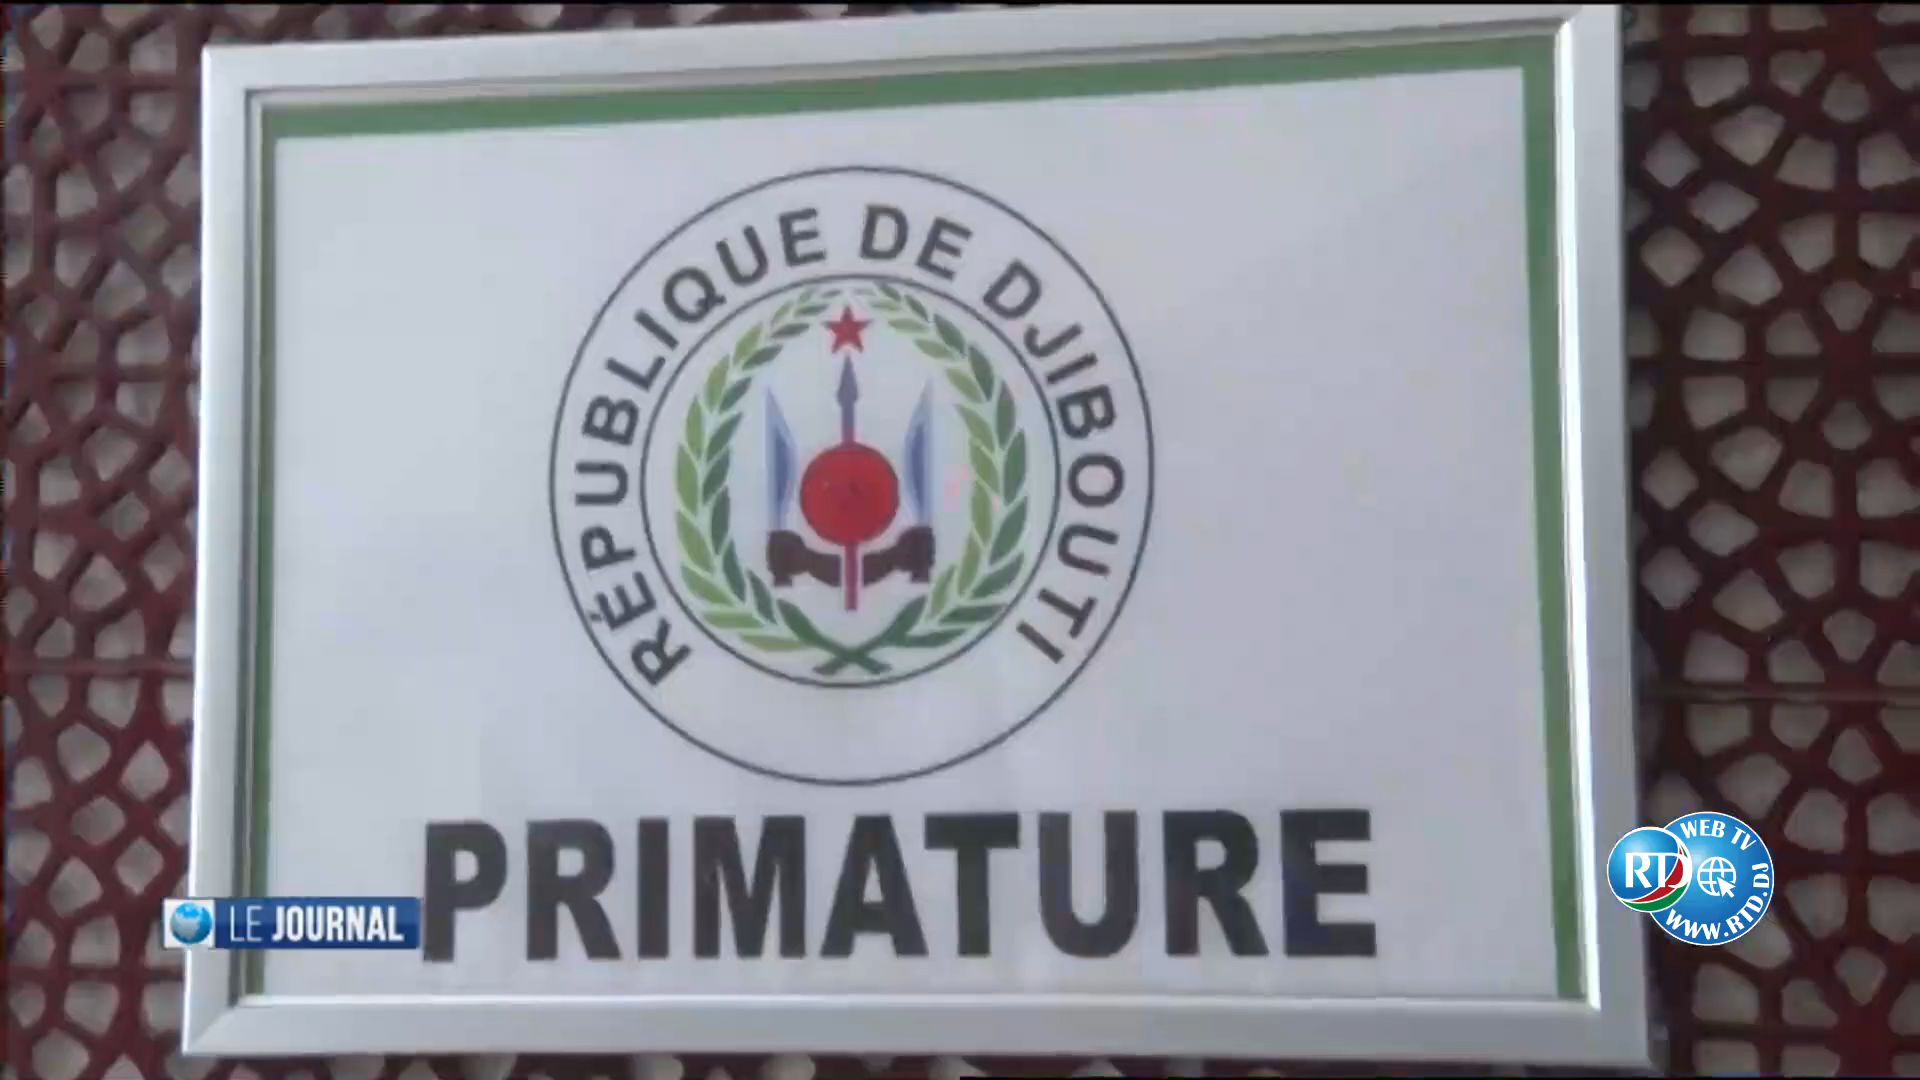 RÉPUBLIQUE DE DJIBOUTI
PRIMATURE
LE JOURNAL
WEB TV
RTD
WWW.RTD.DJ